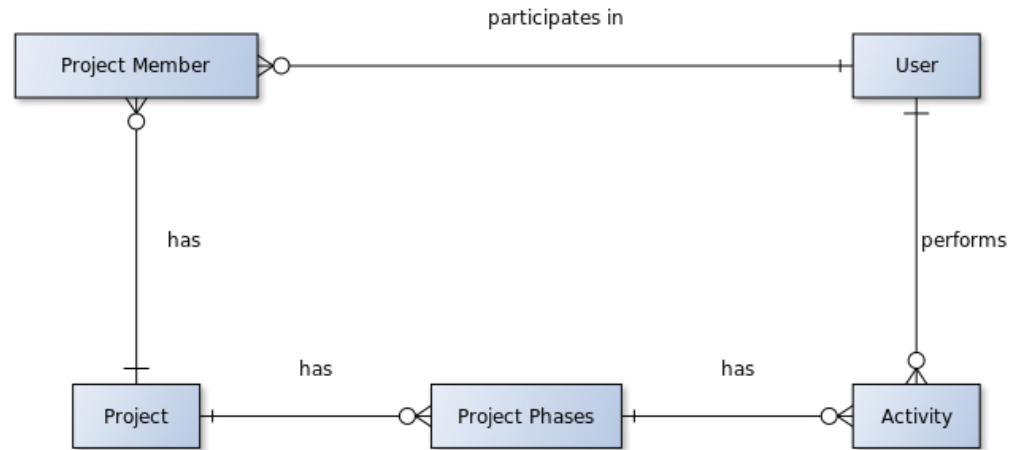 participates in
Project Member
User
has
performs
has
has
Project
Project Phases
Activity